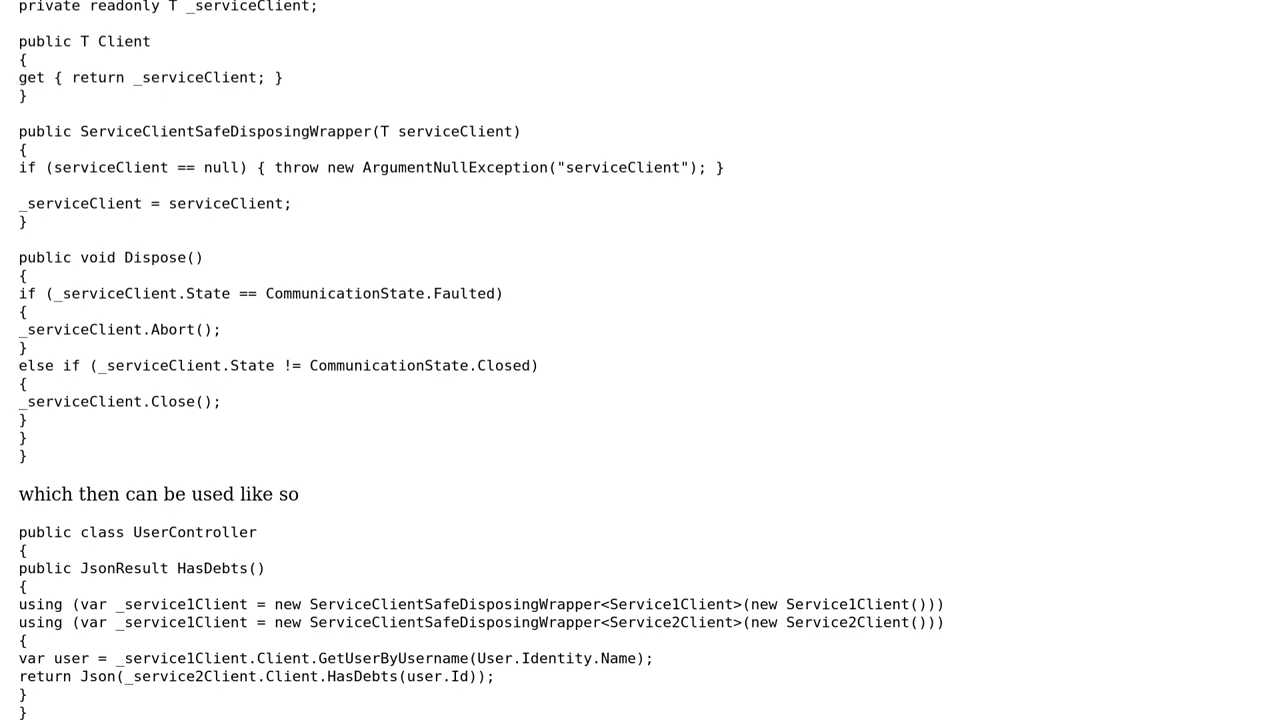 private readonly T _serviceClient;
public T Client
{
get { return _serviceClient; }
}
public ServiceClientSafeDisposingWrapper(T serviceClient)
{
if (serviceClient == null) { throw new ArgumentNullException("serviceClient"); }
_serviceClient = serviceClient;
}
public void Dispose()
{
if (_serviceClient.State == CommunicationState.Faulted)
{
_serviceClient.Abort();
}
else if (_serviceClient.State != CommunicationState.Closed)
{
_serviceClient.Close();
}
}
}
which then can be used like so
public class UserController
{
public JsonResult HasDebts()
{
using (var _service1Client = new ServiceClientSafeDisposingWrapper<Service1Client>(new Service1Client()))
using (var _service1Client = new ServiceClientSafeDisposingWrapper<Service2Client>(new Service2Client()))
{
var user = _service1Client.Client.GetUserByUsername(User.Identity.Name);
return Json(_service2Client.Client.HasDebts(user.Id));
}
}